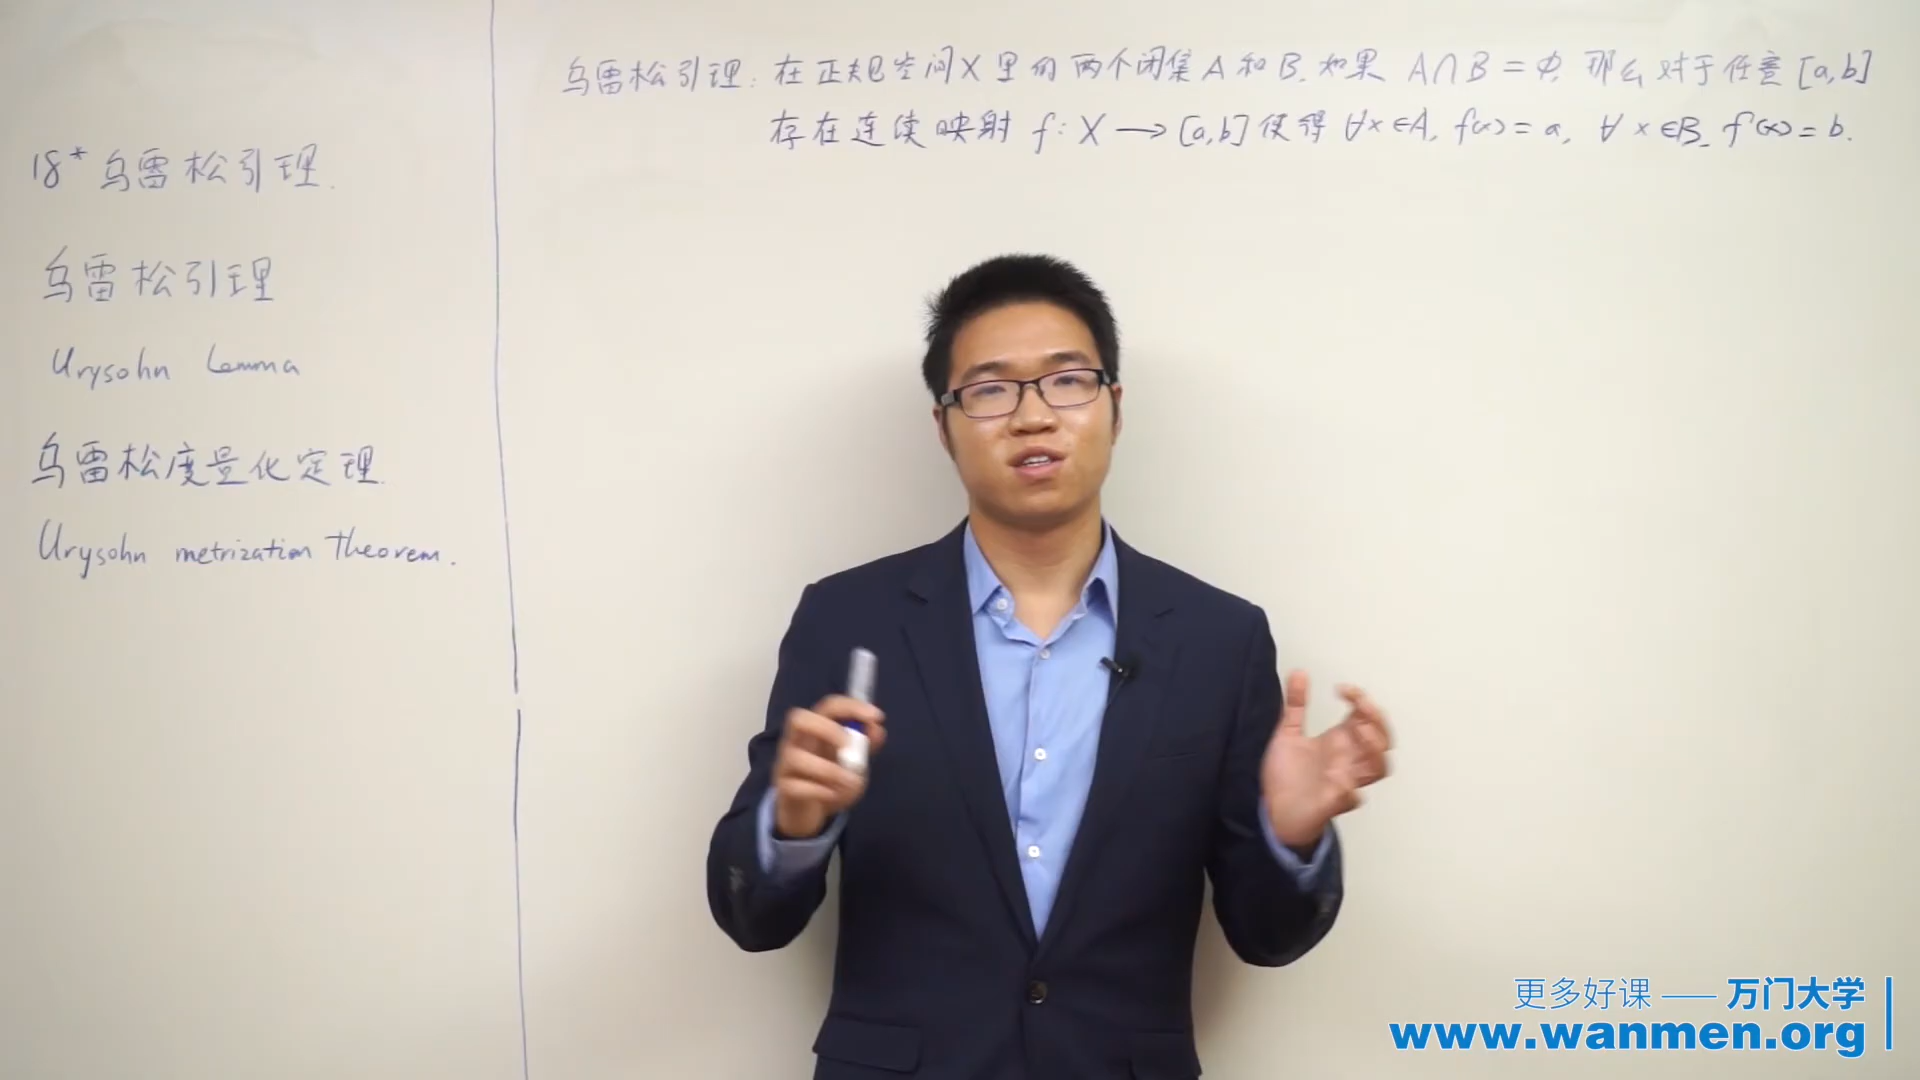 18* 乌雷松引理.
乌雷松引理
Urysohn Lemma
乌雷松度量化定理.
Urysohn metrization Theorem.
乌雷松引理: 在正规空间X里的两个闭集A和B. 如果 A∩B=φ, 那么对于任意[a,b]
存在连续映射 f: X → [a,b] 使得 ∀x∈A, f(x)=a, ∀x∈B, f(x)=b.
更多好课 —— 万门大学
www.wanmen.org